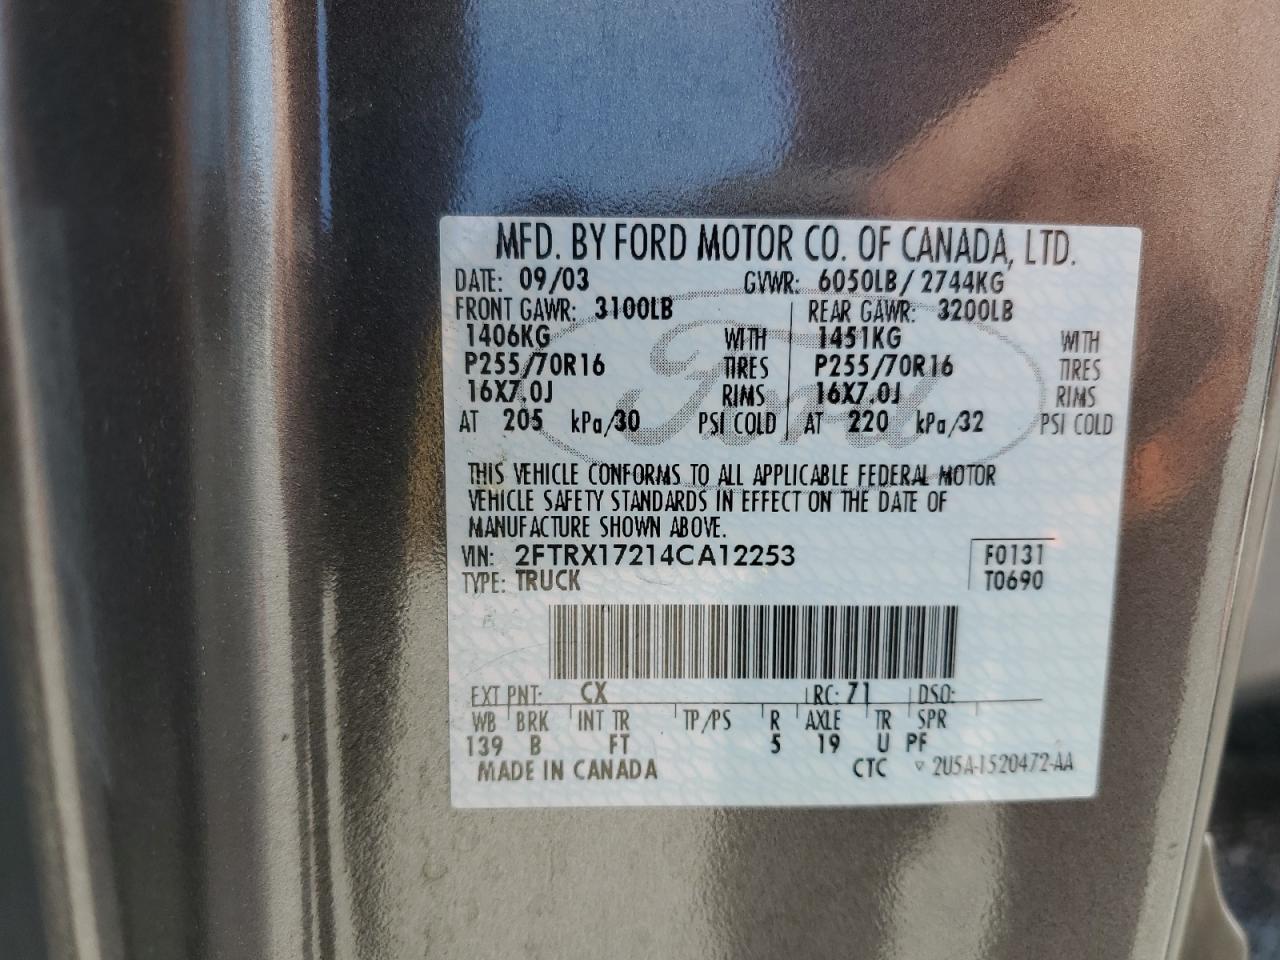 MFD. BY FORD MOTOR CO. OF CANADA, LTD.
DATE: 09/03 GVWR: 6050LB/2744KG
FRONT GAWR: 3100LB REAR GAWR: 3200LB
1406KG WITH 1451KG WITH
P255/70R16 TIRES P255/70R16 TIRES
16X7.0J RIMS 16X7.0J RIMS
AT 205 kPa/30 PSI COLD AT 220 kPa/32 PSI COLD
Ford
THIS VEHICLE CONFORMS TO ALL APPLICABLE FEDERAL MOTOR
VEHICLE SAFETY STANDARDS IN EFFECT ON THE DATE OF
MANUFACTURE SHOWN ABOVE.
VIN: 2FTRX17214CA12253 F0131
TYPE: TRUCK T0690
EXT PNT: CX RC: 71 DSO:
WB BRK INT TR TP/PS R AXLE TR SPR
139 B FT 5 19 U PF
MADE IN CANADA CTC ▽ 2U5A-1520472-AA